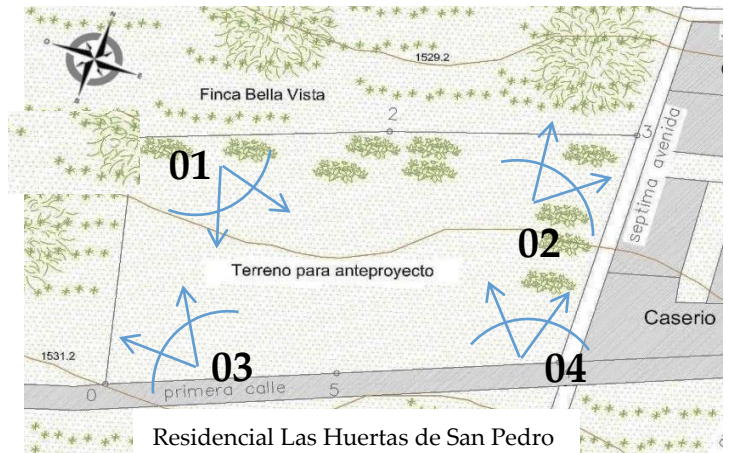 1529.2
Finca Bella Vista
2
3
01
septima avenida
02
Terreno para anteproyecto
Caserio
1531.2
03
04
0
primera calle
5
Residencial Las Huertas de San Pedro